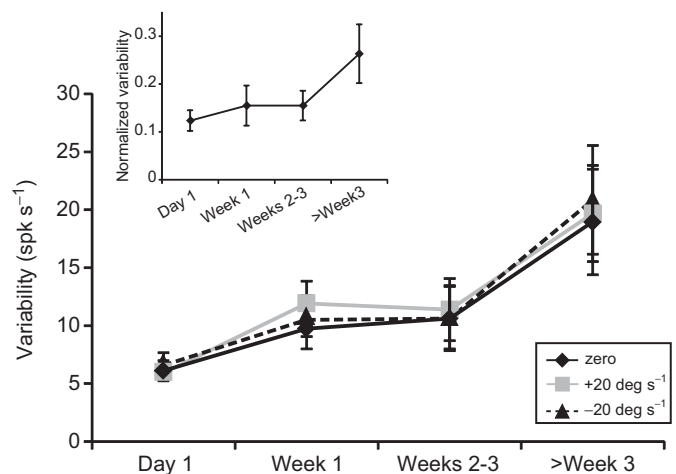 0.3
0.2
0.1
0
Normalized variability
Day 1
Week 1
Weeks 2-3
>Week3
30
25
20
15
10
5
0
Variability (spk s⁻¹)
zero
+20 deg s⁻¹
–20 deg s⁻¹
Day 1
Week 1
Weeks 2-3
>Week 3